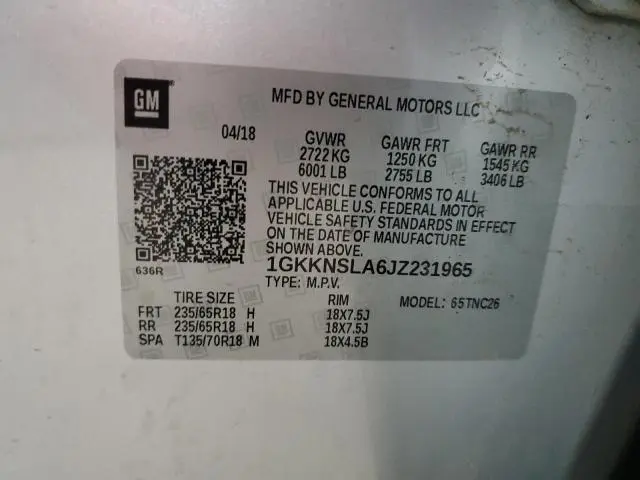 GM
MFD BY GENERAL MOTORS LLC
04/18 GVWR GAWR FRT GAWR RR
2722 KG 1250 KG 1545 KG
6001 LB 2755 LB 3406 LB
THIS VEHICLE CONFORMS TO ALL
APPLICABLE U.S. FEDERAL MOTOR
VEHICLE SAFETY STANDARDS IN EFFECT
ON THE DATE OF MANUFACTURE
SHOWN ABOVE.
636R
1GKKNSLA6JZ231965
TYPE: M.P.V.
TIRE SIZE RIM MODEL: 65TNC26
FRT 235/65R18 H 18X7.5J
RR 235/65R18 H 18X7.5J
SPA T135/70R18 M 18X4.5B